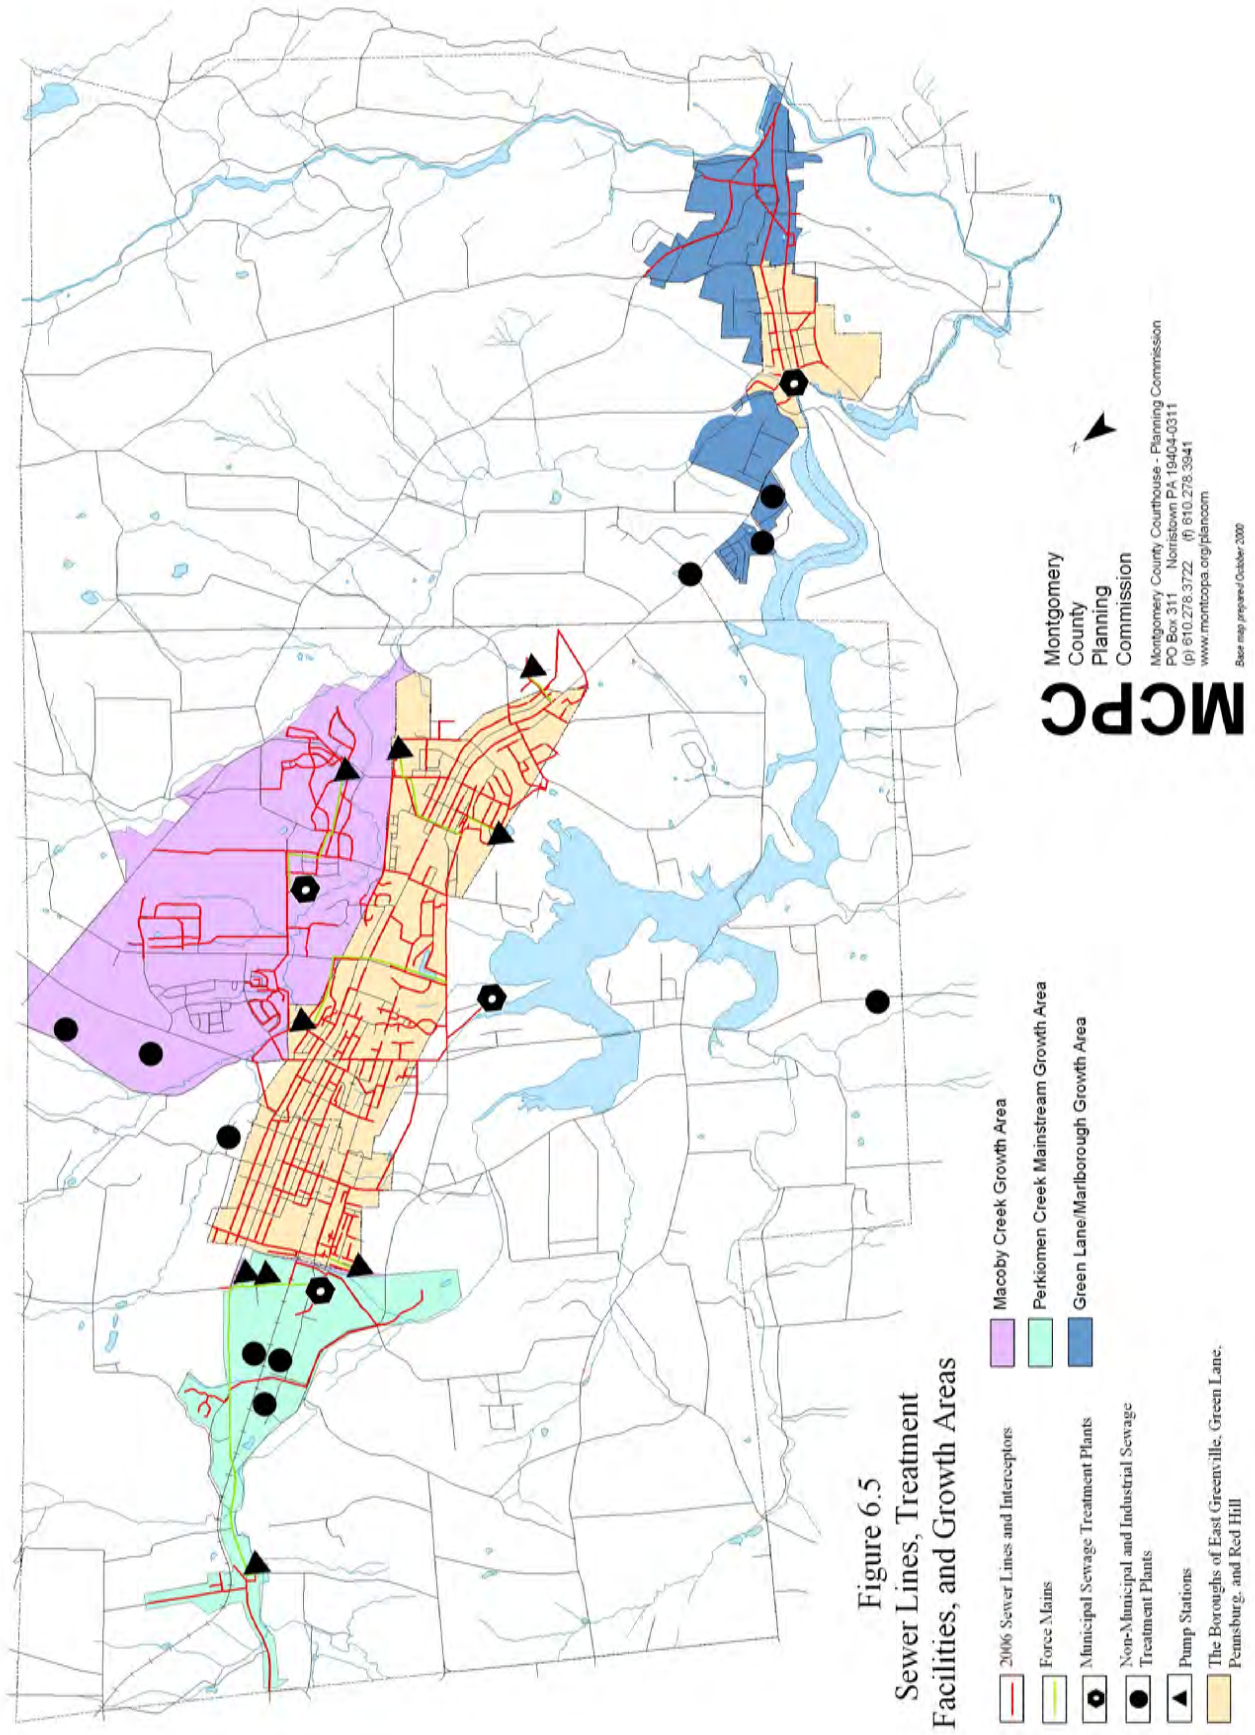 Figure 6.5
Sewer Lines, Treatment
Facilities, and Growth Areas
2006 Sewer Lines and Interceptors
Force Mains
Municipal Sewage Treatment Plants
Non-Municipal and Industrial Sewage
Treatment Plants
Pump Stations
The Boroughs of East Greenville, Green Lane,
Pennsburg, and Red Hill
Macoby Creek Growth Area
Perkiomen Creek Mainstream Growth Area
Green Lane/Marlborough Growth Area
MCPC
Montgomery
County
Planning
Commission
Montgomery County Courthouse - Planning Commission
PO Box 311 Norristown PA 19404-0311
(p) 610.278.3722 (f) 610.278.3941
www.montcopa.org/plancom
Base map prepared October 2000